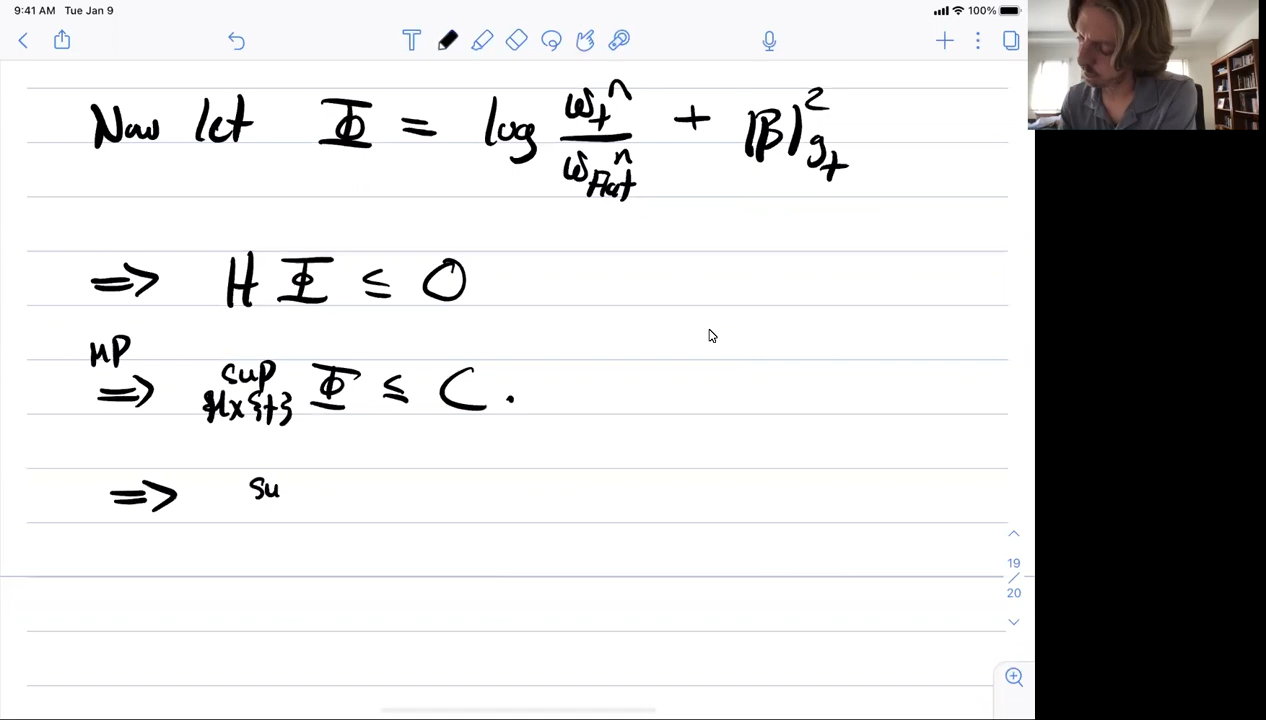 9:41 AM Tue Jan 9
100%
Now let Φ = log ω_t^n / ω_Flat^n + |β|²_{g_t}
=> H Φ ≤ 0
MP
=> sup_{M×{t}} Φ ≤ C.
=> su
19
/
20